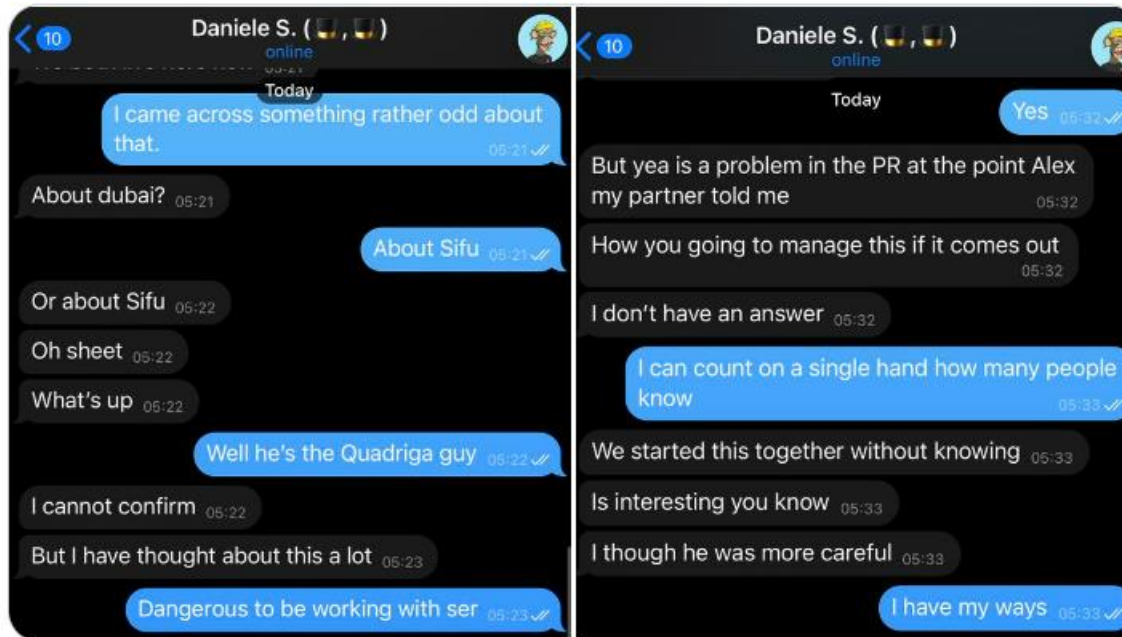 10
Daniele S. (🎩,🎩)
online
05:21
Today
I came across something rather odd about
that.
05:21
About dubai? 05:21
About Sifu 05:21
Or about Sifu 05:22
Oh sheet 05:22
What's up 05:22
Well he's the Quadriga guy 05:22
I cannot confirm 05:22
But I have thought about this a lot 05:23
Dangerous to be working with ser 05:23
10
Daniele S. (🎩,🎩)
online
Today
Yes 05:32
But yea is a problem in the PR at the point Alex
my partner told me 05:32
How you going to manage this if it comes out
05:32
I don't have an answer 05:32
I can count on a single hand how many people
know 05:33
We started this together without knowing 05:33
Is interesting you know 05:33
I though he was more careful 05:33
I have my ways 05:33